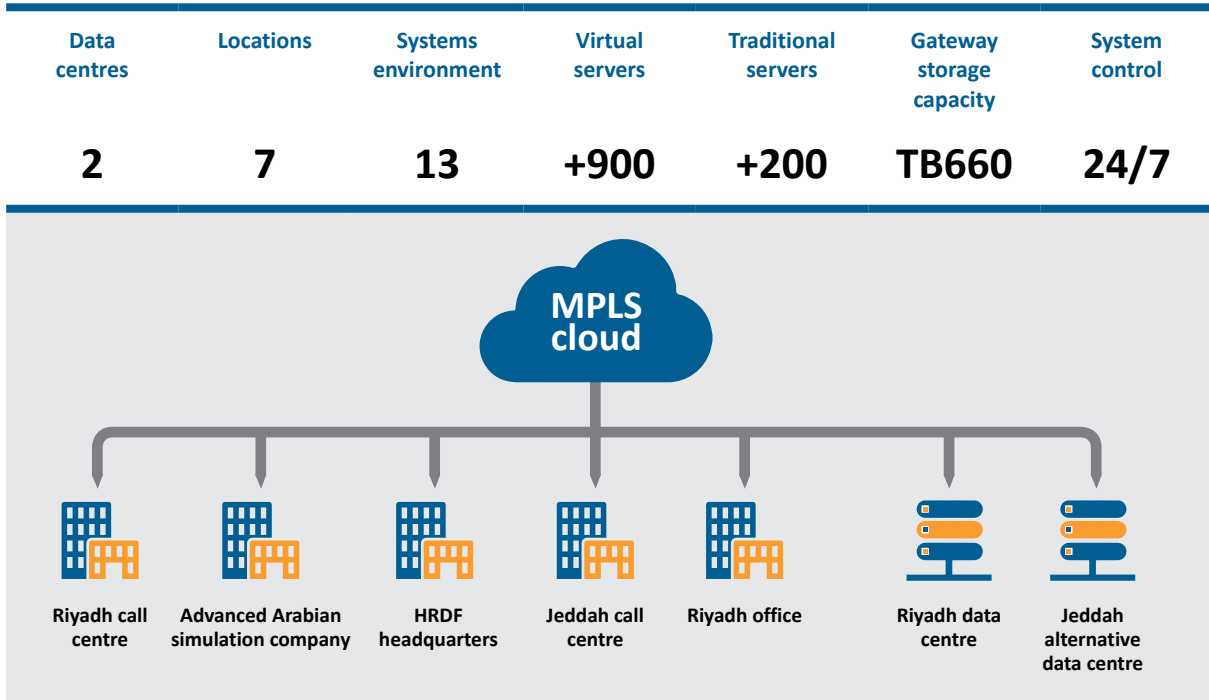 Data
centres
Locations
Systems
environment
Virtual
servers
Traditional
servers
Gateway
storage
capacity
System
control
2
7
13
+900
+200
TB660
24/7
MPLS
cloud
Riyadh call
centre
Advanced Arabian
simulation company
HRDF
headquarters
Jeddah call
centre
Riyadh office
Riyadh data
centre
Jeddah
alternative
data centre